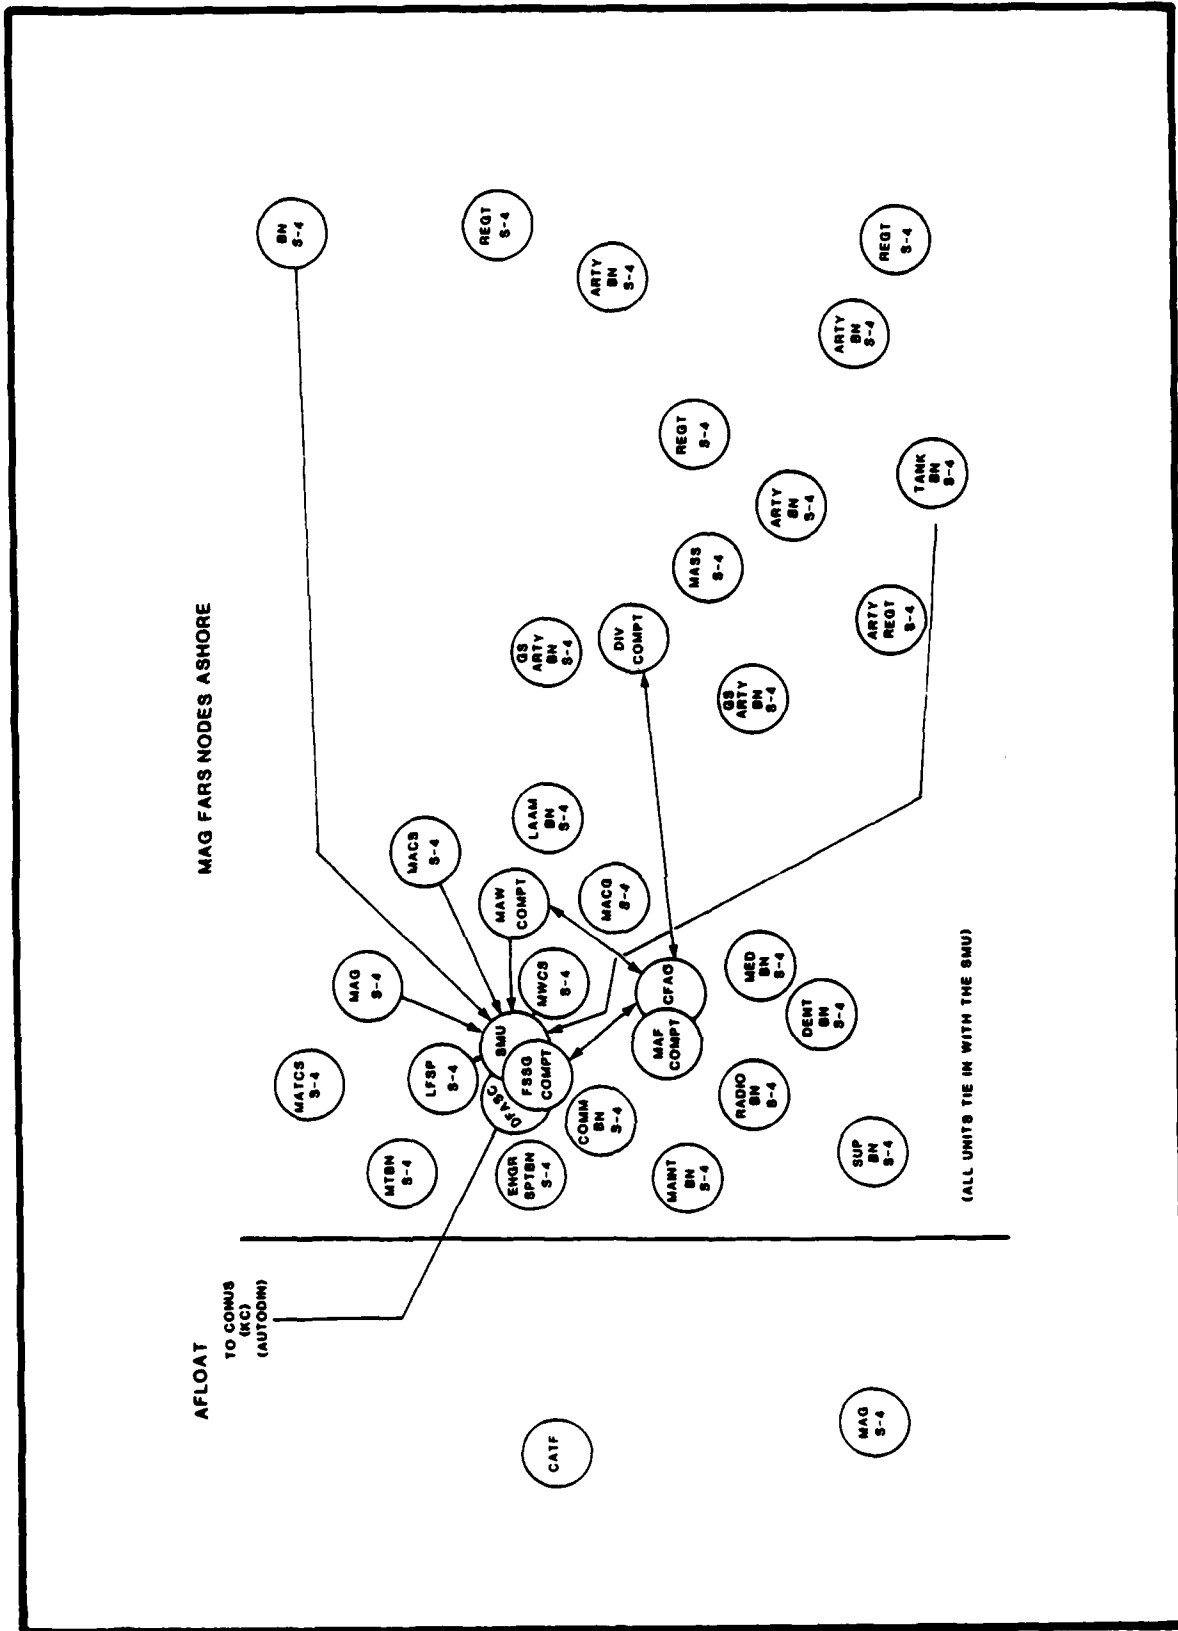 AFLOAT
MAG FARS NODES ASHORE
TO CONUS
(KC)
(AUTODIN)
BN
S-4
MATCS
S-4
MAG
S-4
MTBN
S-4
MACS
S-4
LFSP
S-4
REGT
S-4
SMU
DFASC
FSSG
COMPT
MAW
COMPT
ENGR
SPTBN
S-4
MWCS
S-4
LAAM
BN
S-4
GS
ARTY
BN
S-4
CATF
COMM
BN
S-4
MACG
S-4
ARTY
BN
S-4
DIV
COMPT
CFAO
MAF
COMPT
MAINT
BN
S-4
REGT
S-4
MASS
S-4
RADIO
BN
S-4
MED
BN
S-4
GS
ARTY
BN
S-4
ARTY
BN
S-4
DENT
BN
S-4
ARTY
BN
S-4
MAG
S-4
SUP
BN
S-4
ARTY
REGT
S-4
REGT
S-4
TANK
BN
S-4
(ALL UNITS TIE IN WITH THE SMU)